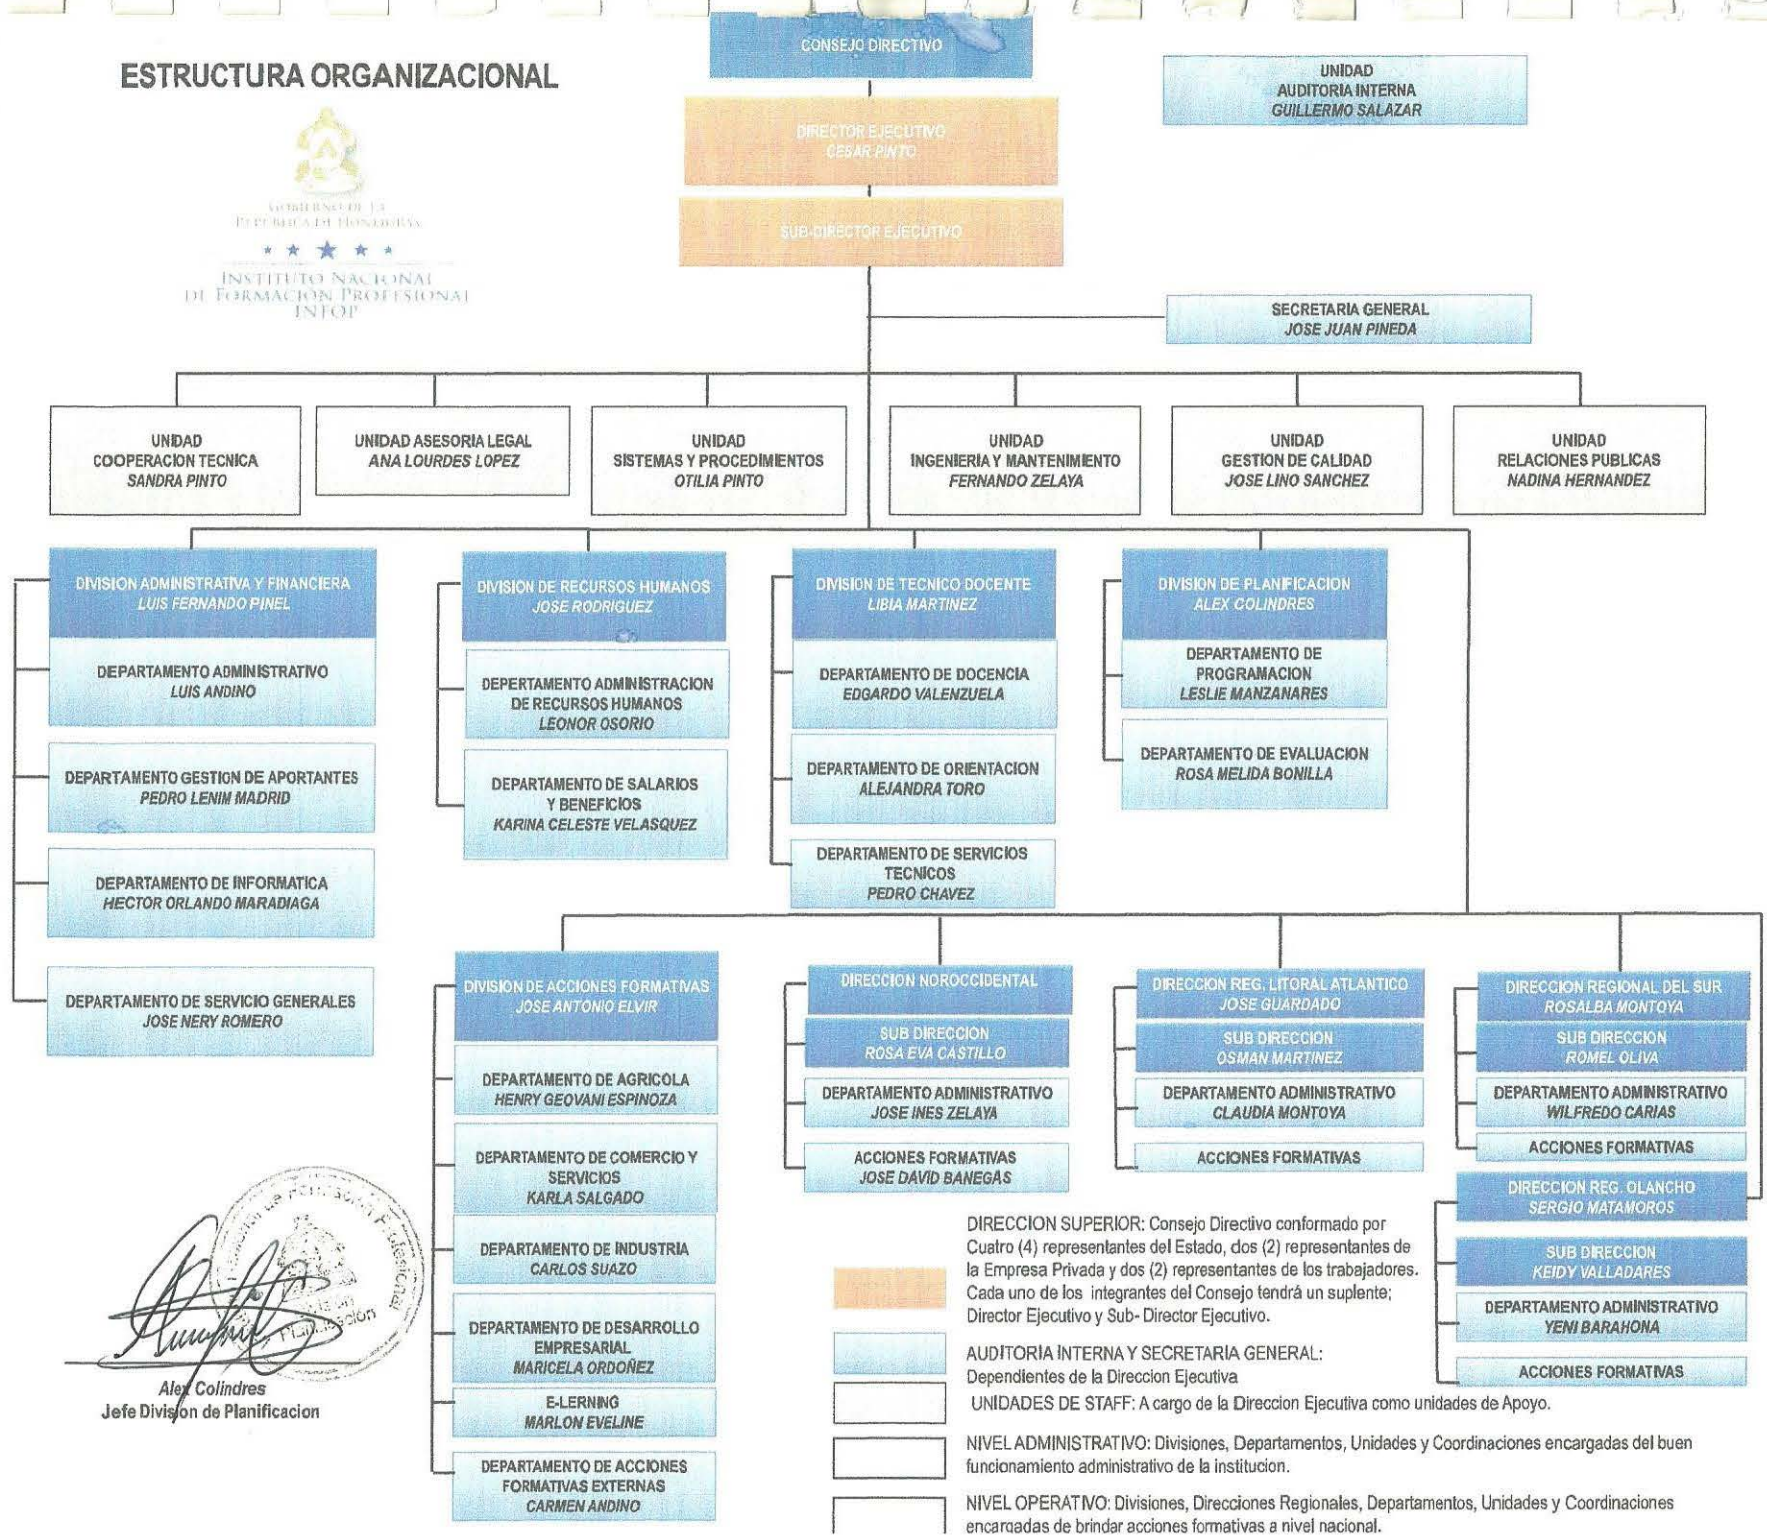 CONSEJO DIRECTIVO
ESTRUCTURA ORGANIZACIONAL
UNIDAD
AUDITORIA INTERNA
GUILLERMO SALAZAR
DIRECTOR EJECUTIVO
CESAR PINTO
GOBIERNO DE LA
REPUBLICA DE HONDURAS
SUB-DIRECTOR EJECUTIVO
INSTITUTO NACIONAL
DE FORMACIÓN PROFESIONAL
INFOP
SECRETARIA GENERAL
JOSE JUAN PINEDA
UNIDAD
COOPERACION TECNICA
SANDRA PINTO
UNIDAD ASESORIA LEGAL
ANA LOURDES LOPEZ
UNIDAD
SISTEMAS Y PROCEDIMIENTOS
OTILIA PINTO
UNIDAD
INGENIERIA Y MANTENIMIENTO
FERNANDO ZELAYA
UNIDAD
GESTION DE CALIDAD
JOSE LINO SANCHEZ
UNIDAD
RELACIONES PUBLICAS
NADINA HERNANDEZ
DIVISION ADMINISTRATIVA Y FINANCIERA
LUIS FERNANDO PINEL
DEPARTAMENTO ADMINISTRATIVO
LUIS ANDINO
DEPARTAMENTO GESTION DE APORTANTES
PEDRO LENIM MADRID
DEPARTAMENTO DE INFORMATICA
HECTOR ORLANDO MARADIAGA
DEPARTAMENTO DE SERVICIO GENERALES
JOSE NERY ROMERO
DIVISION DE RECURSOS HUMANOS
JOSE RODRIGUEZ
DEPERTAMENTO ADMINISTRACION
DE RECURSOS HUMANOS
LEONOR OSORIO
DEPARTAMENTO DE SALARIOS
Y BENEFICIOS
KARINA CELESTE VELASQUEZ
DIVISION DE TECNICO DOCENTE
LIBIA MARTINEZ
DEPARTAMENTO DE DOCENCIA
EDGARDO VALENZUELA
DEPARTAMENTO DE ORIENTACION
ALEJANDRA TORO
DEPARTAMENTO DE SERVICIOS
TECNICOS
PEDRO CHAVEZ
DIVISION DE PLANIFICACION
ALEX COLINDRES
DEPARTAMENTO DE
PROGRAMACION
LESLIE MANZANARES
DEPARTAMENTO DE EVALUACION
ROSA MELIDA BONILLA
DIVISION DE ACCIONES FORMATIVAS
JOSE ANTONIO ELVIR
DEPARTAMENTO DE AGRICOLA
HENRY GEOVANI ESPINOZA
DEPARTAMENTO DE COMERCIO Y
SERVICIOS
KARLA SALGADO
DEPARTAMENTO DE INDUSTRIA
CARLOS SUAZO
DEPARTAMENTO DE DESARROLLO
EMPRESARIAL
MARICELA ORDOÑEZ
E-LERNING
MARLON EVELINE
DEPARTAMENTO DE ACCIONES
FORMATIVAS EXTERNAS
CARMEN ANDINO
DIRECCION NOROCCIDENTAL
SUB DIRECCION
ROSA EVA CASTILLO
DEPARTAMENTO ADMINISTRATIVO
JOSE INES ZELAYA
ACCIONES FORMATIVAS
JOSE DAVID BANEGAS
DIRECCION REG. LITORAL ATLANTICO
JOSE GUARDADO
SUB DIRECCION
OSMAN MARTINEZ
DEPARTAMENTO ADMINISTRATIVO
CLAUDIA MONTOYA
ACCIONES FORMATIVAS
DIRECCION REGIONAL DEL SUR
ROSALBA MONTOYA
SUB DIRECCION
ROMEL OLIVA
DEPARTAMENTO ADMINISTRATIVO
WILFREDO CARIAS
ACCIONES FORMATIVAS
DIRECCION REG. OLANCHO
SERGIO MATAMOROS
SUB DIRECCION
KEIDY VALLADARES
DEPARTAMENTO ADMINISTRATIVO
YENI BARAHONA
ACCIONES FORMATIVAS
DIRECCION SUPERIOR: Consejo Directivo conformado por
Cuatro (4) representantes del Estado, dos (2) representantes de
la Empresa Privada y dos (2) representantes de los trabajadores.
Cada uno de los integrantes del Consejo tendrá un suplente;
Director Ejecutivo y Sub- Director Ejecutivo.
AUDITORIA INTERNA Y SECRETARIA GENERAL:
Dependientes de la Direccion Ejecutiva
UNIDADES DE STAFF: A cargo de la Direccion Ejecutiva como unidades de Apoyo.
NIVEL ADMINISTRATIVO: Divisiones, Departamentos, Unidades y Coordinaciones encargadas del buen
funcionamiento administrativo de la institucion.
NIVEL OPERATIVO: Divisiones, Direcciones Regionales, Departamentos, Unidades y Coordinaciones
encargadas de brindar acciones formativas a nivel nacional.
de Formación Profesional
Planificación
Alex Colindres
Jefe Division de Planificacion